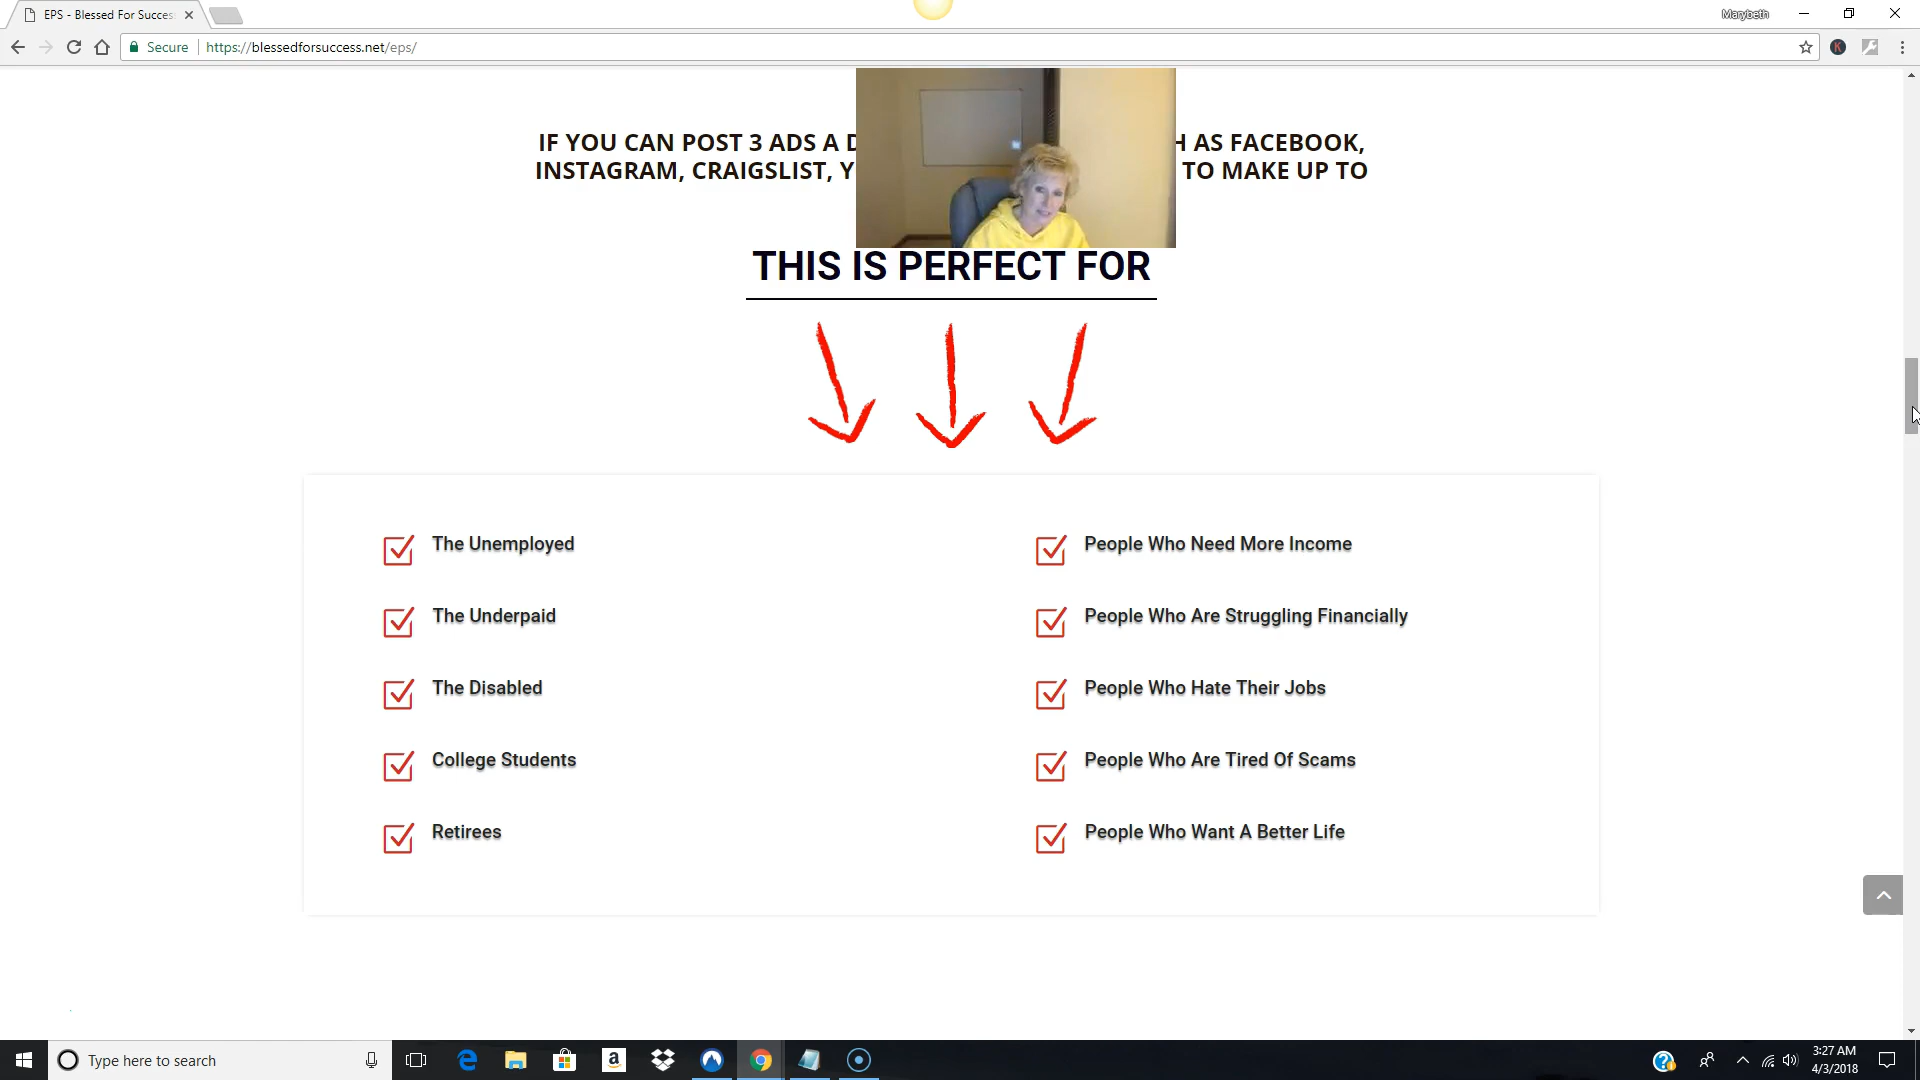 EPS - Blessed For Success
Marybeth
Secure
https://blessedforsuccess.net/eps/
IF YOU CAN POST 3 ADS A D
H AS FACEBOOK,
INSTAGRAM, CRAIGSLIST, Y
TO MAKE UP TO
THIS IS PERFECT FOR
The Unemployed
People Who Need More Income
The Underpaid
People Who Are Struggling Financially
The Disabled
People Who Hate Their Jobs
College Students
People Who Are Tired Of Scams
Retirees
People Who Want A Better Life
Type here to search
3:27 AM
4/3/2018